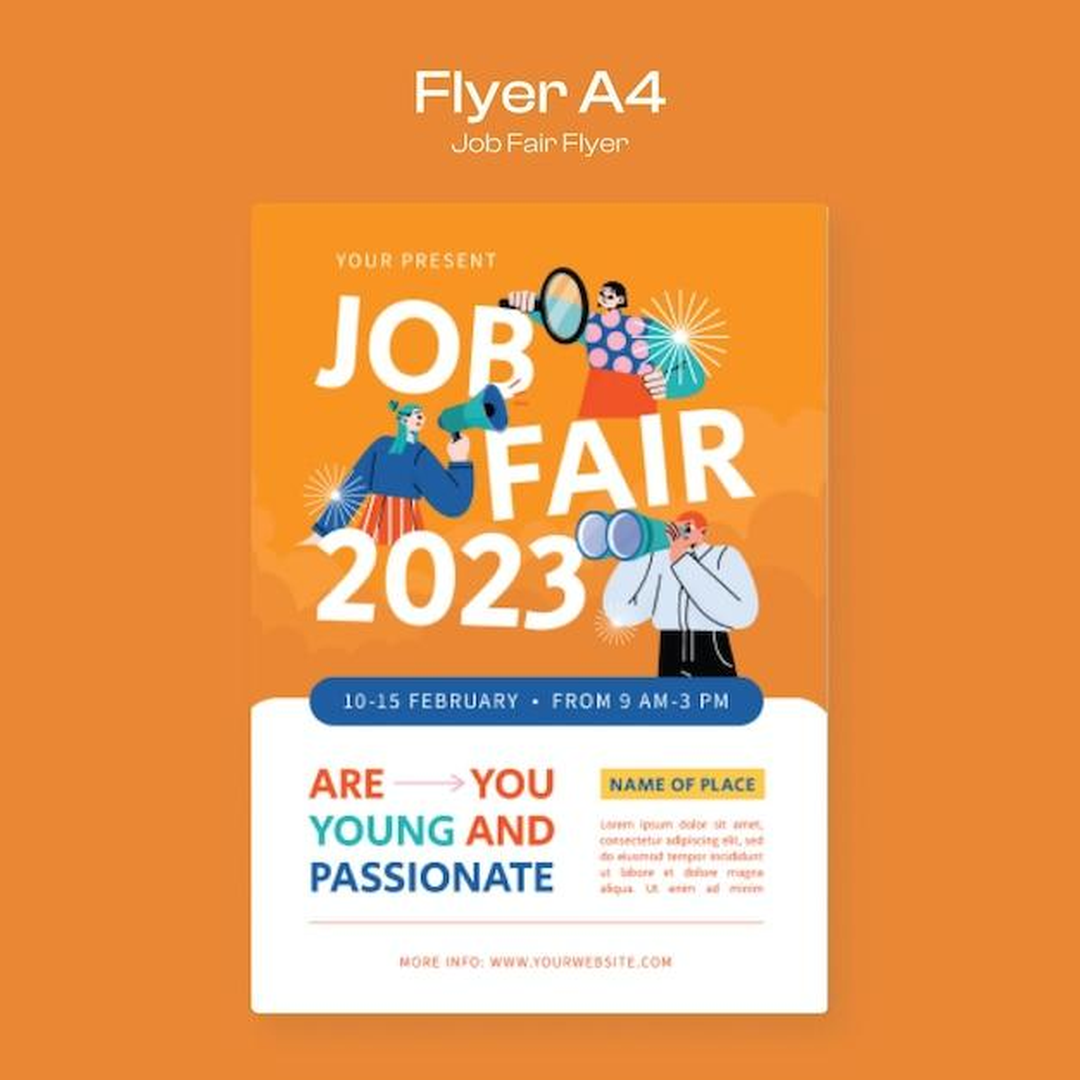 Flyer A4
Job Fair Flyer
YOUR PRESENT
JOB
FAIR
2023
10-15 FEBRUARY • FROM 9 AM-3 PM
ARE YOU
YOUNG AND
PASSIONATE
NAME OF PLACE
Lorem ipsum dolor sit amet,
consectetur adipiscing elit, sed
do eiusmod tempor incididunt
ut labore et dolore magna
aliqua. Ut enim ad minim
MORE INFO: WWW.YOURWEBSITE.COM